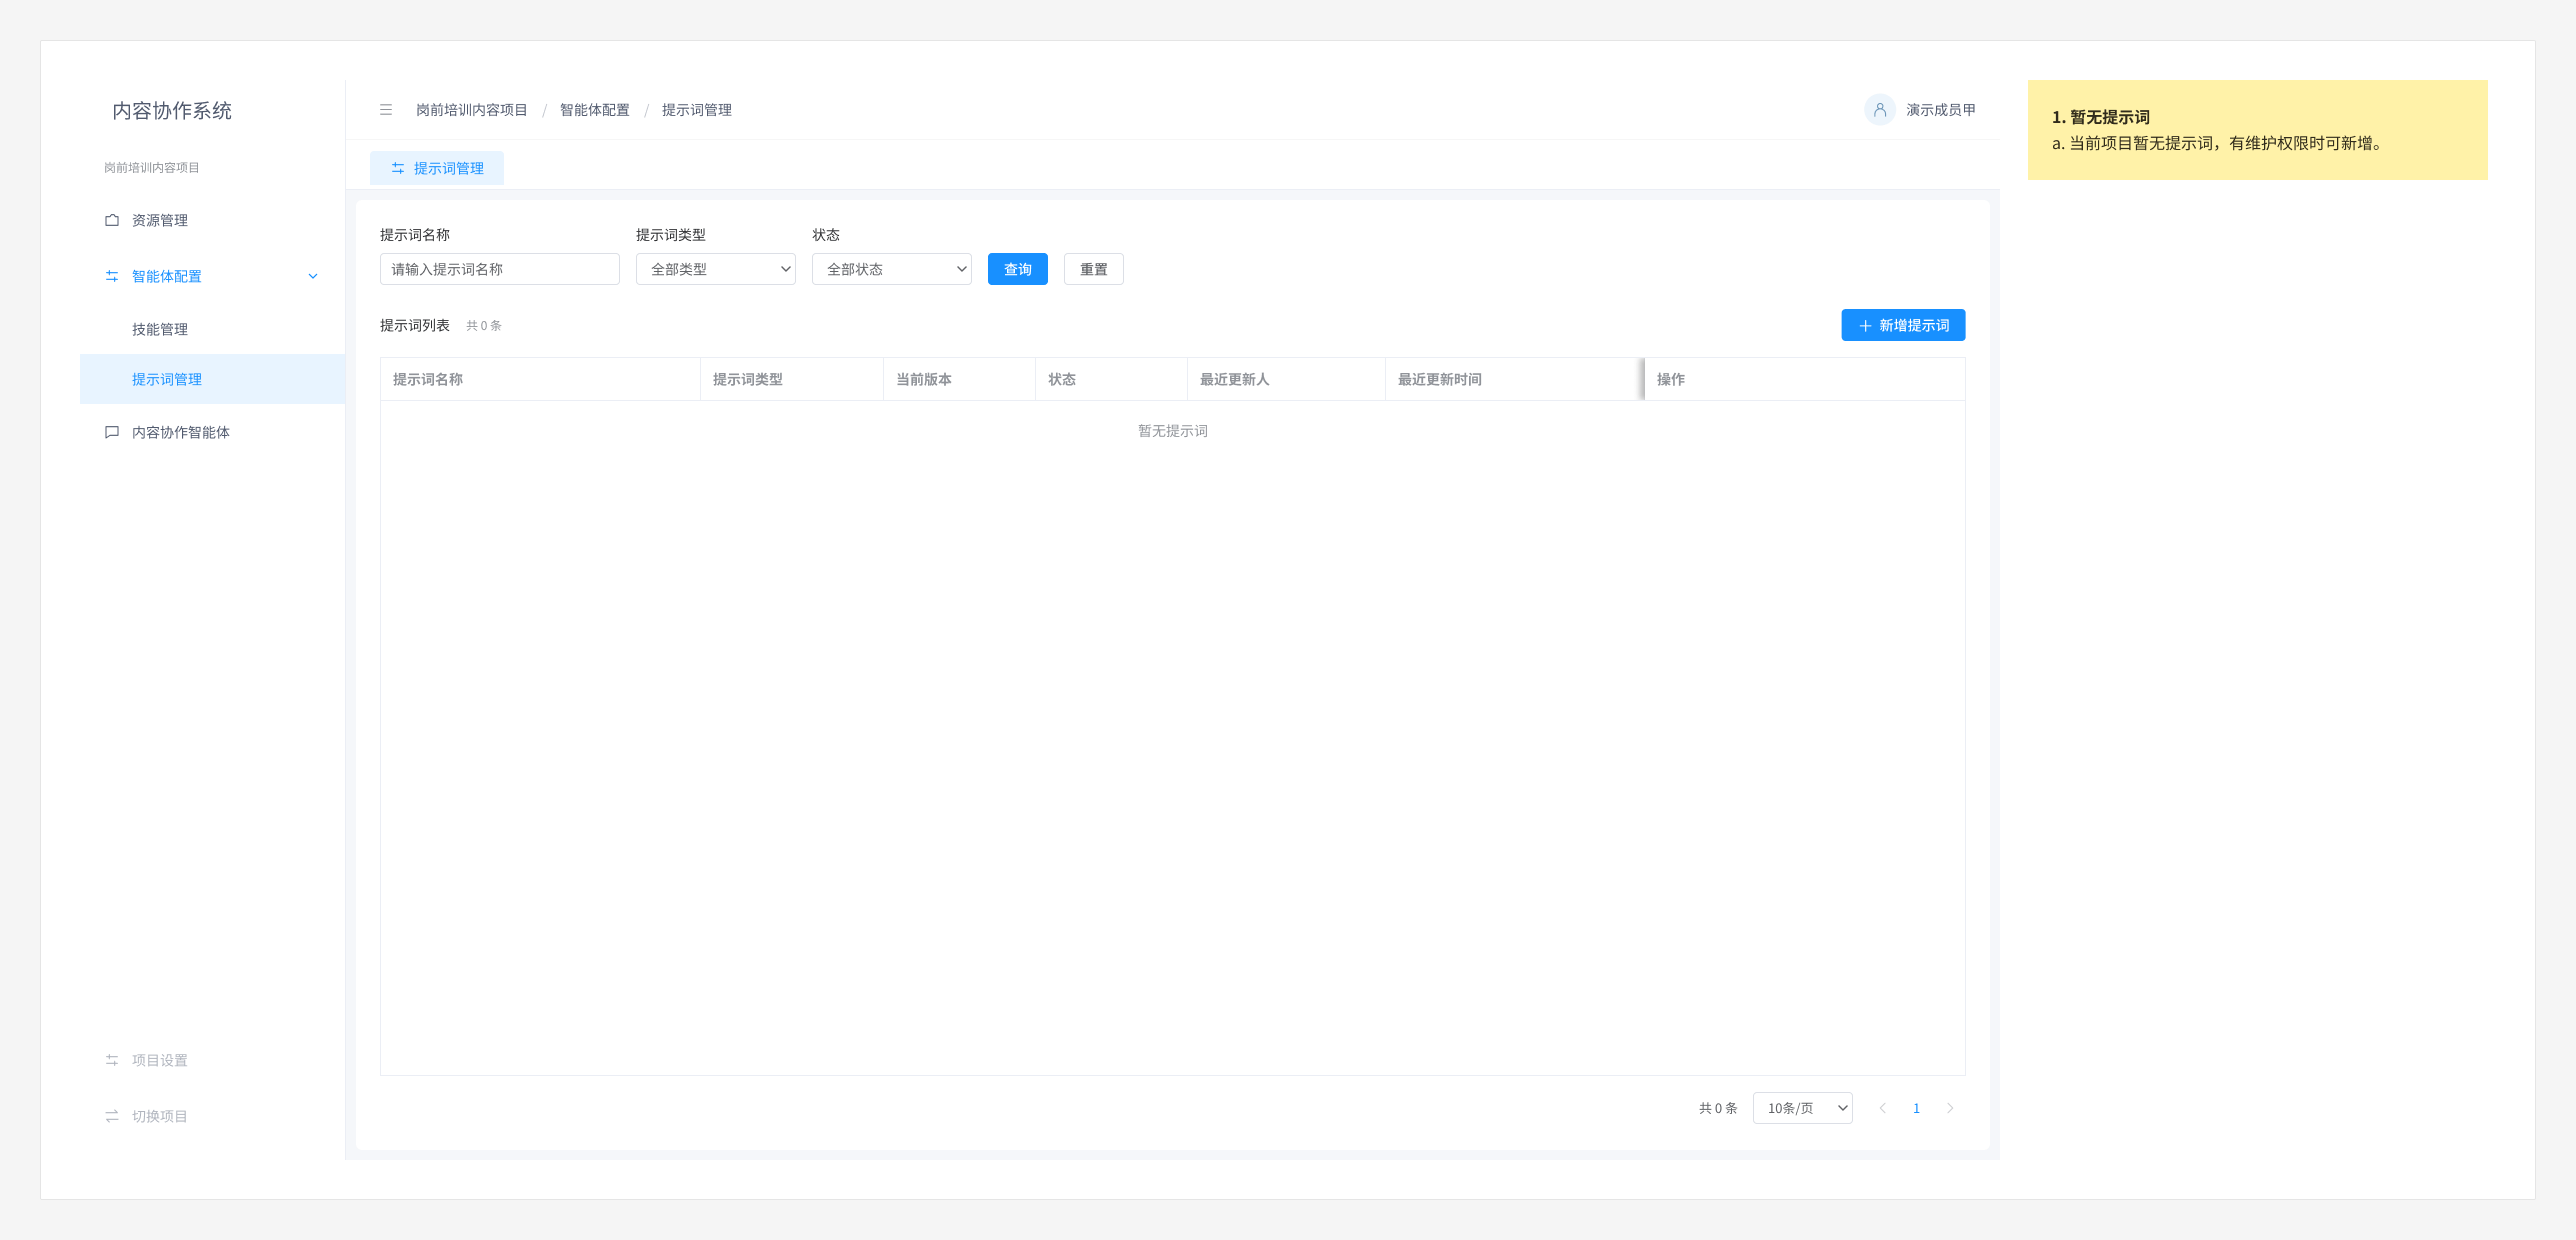 内容协作系统
岗前培训内容项目
资源管理
智能体配置
技能管理
提示词管理
内容协作智能体
项目设置
切换项目
岗前培训内容项目 / 智能体配置 / 提示词管理
演示成员甲
提示词管理
提示词名称 提示词类型 状态
请输入提示词名称 全部类型 全部状态 查询 重置
提示词列表 共 0 条
新增提示词
提示词名称 提示词类型 当前版本 状态 最近更新人 最近更新时间 操作
暂无提示词
共 0 条 10条/页 1
1. 暂无提示词
a. 当前项目暂无提示词，有维护权限时可新增。